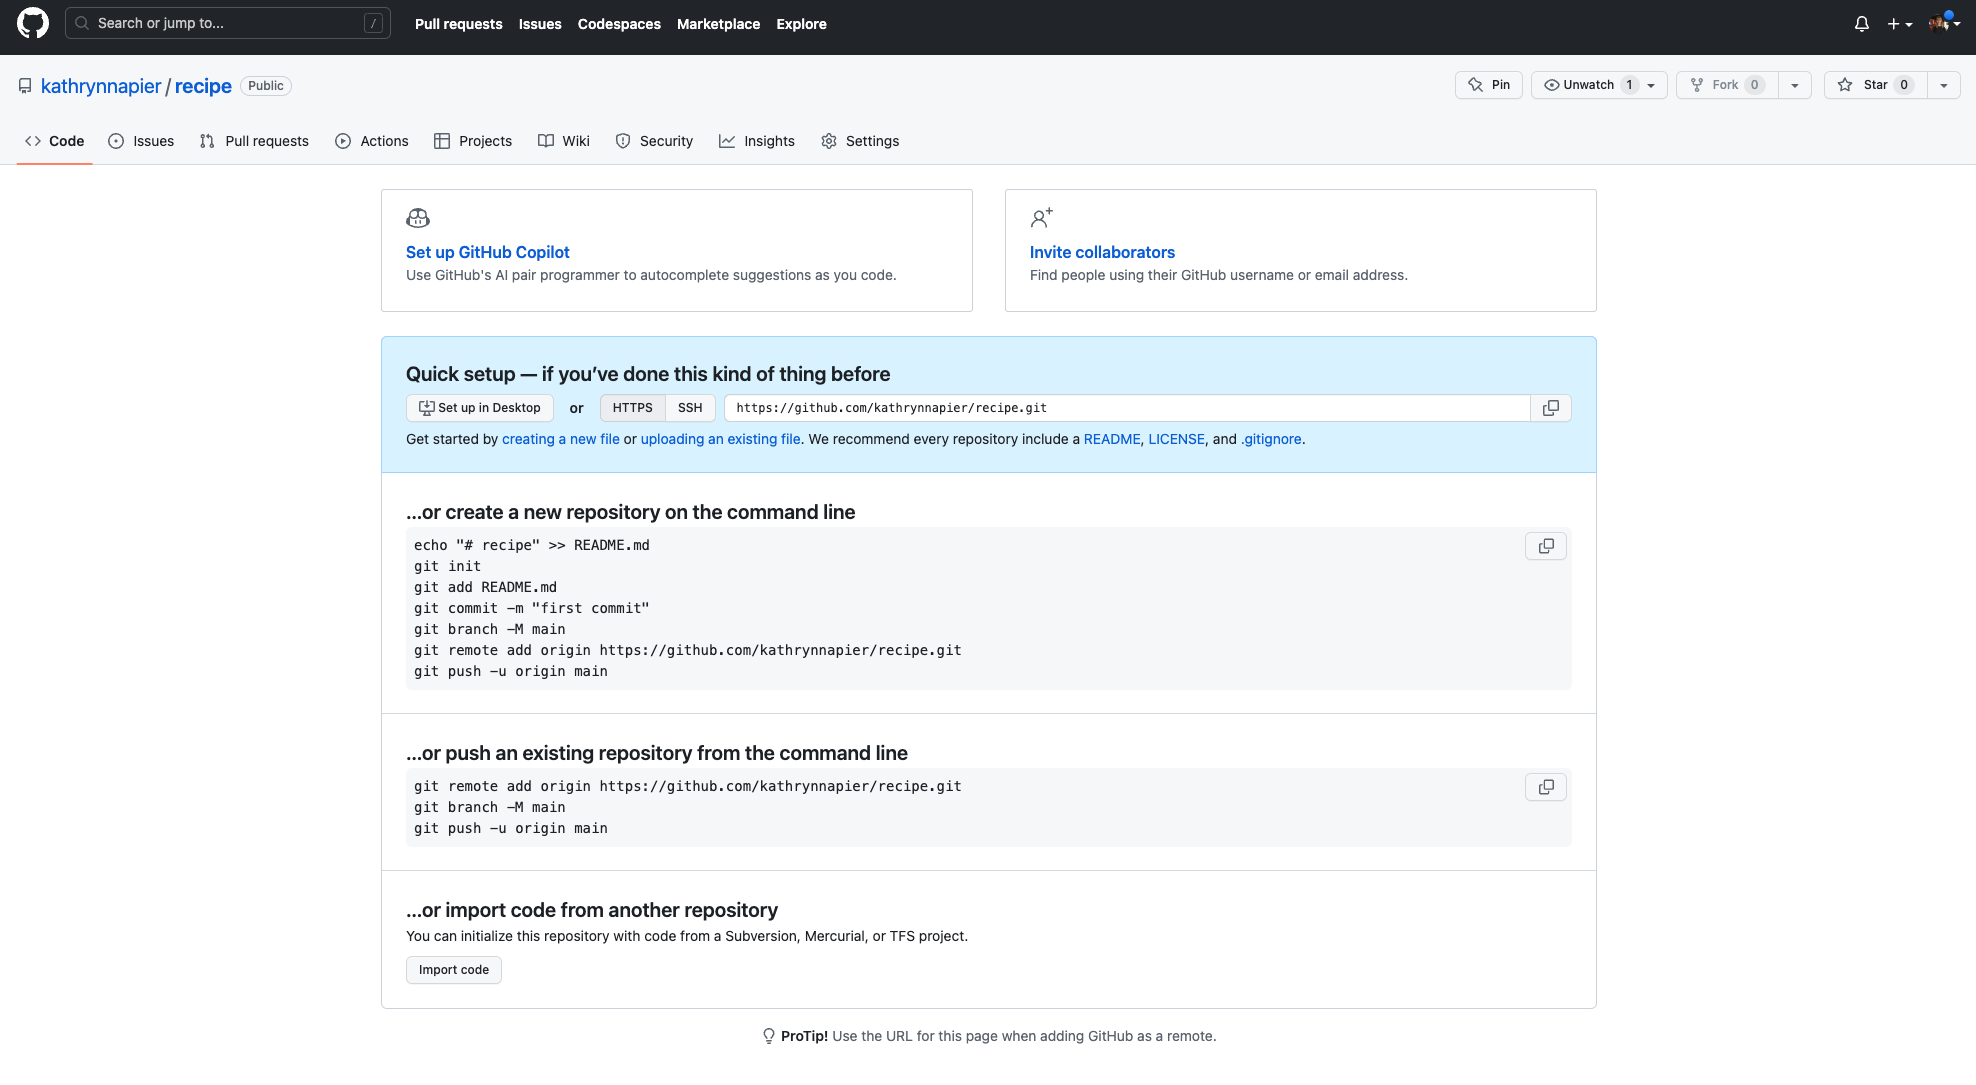 Search or jump to... /
Pull requests Issues Codespaces Marketplace Explore
kathrynnapier / recipe Public
Pin Unwatch 1 Fork 0 Star 0
Code Issues Pull requests Actions Projects Wiki Security Insights Settings
Set up GitHub Copilot
Use GitHub's AI pair programmer to autocomplete suggestions as you code.
Invite collaborators
Find people using their GitHub username or email address.
Quick setup — if you’ve done this kind of thing before
Set up in Desktop or HTTPS SSH https://github.com/kathrynnapier/recipe.git
Get started by creating a new file or uploading an existing file. We recommend every repository include a README, LICENSE, and .gitignore.
…or create a new repository on the command line
echo "# recipe" >> README.md
git init
git add README.md
git commit -m "first commit"
git branch -M main
git remote add origin https://github.com/kathrynnapier/recipe.git
git push -u origin main
…or push an existing repository from the command line
git remote add origin https://github.com/kathrynnapier/recipe.git
git branch -M main
git push -u origin main
…or import code from another repository
You can initialize this repository with code from a Subversion, Mercurial, or TFS project.
Import code
ProTip! Use the URL for this page when adding GitHub as a remote.